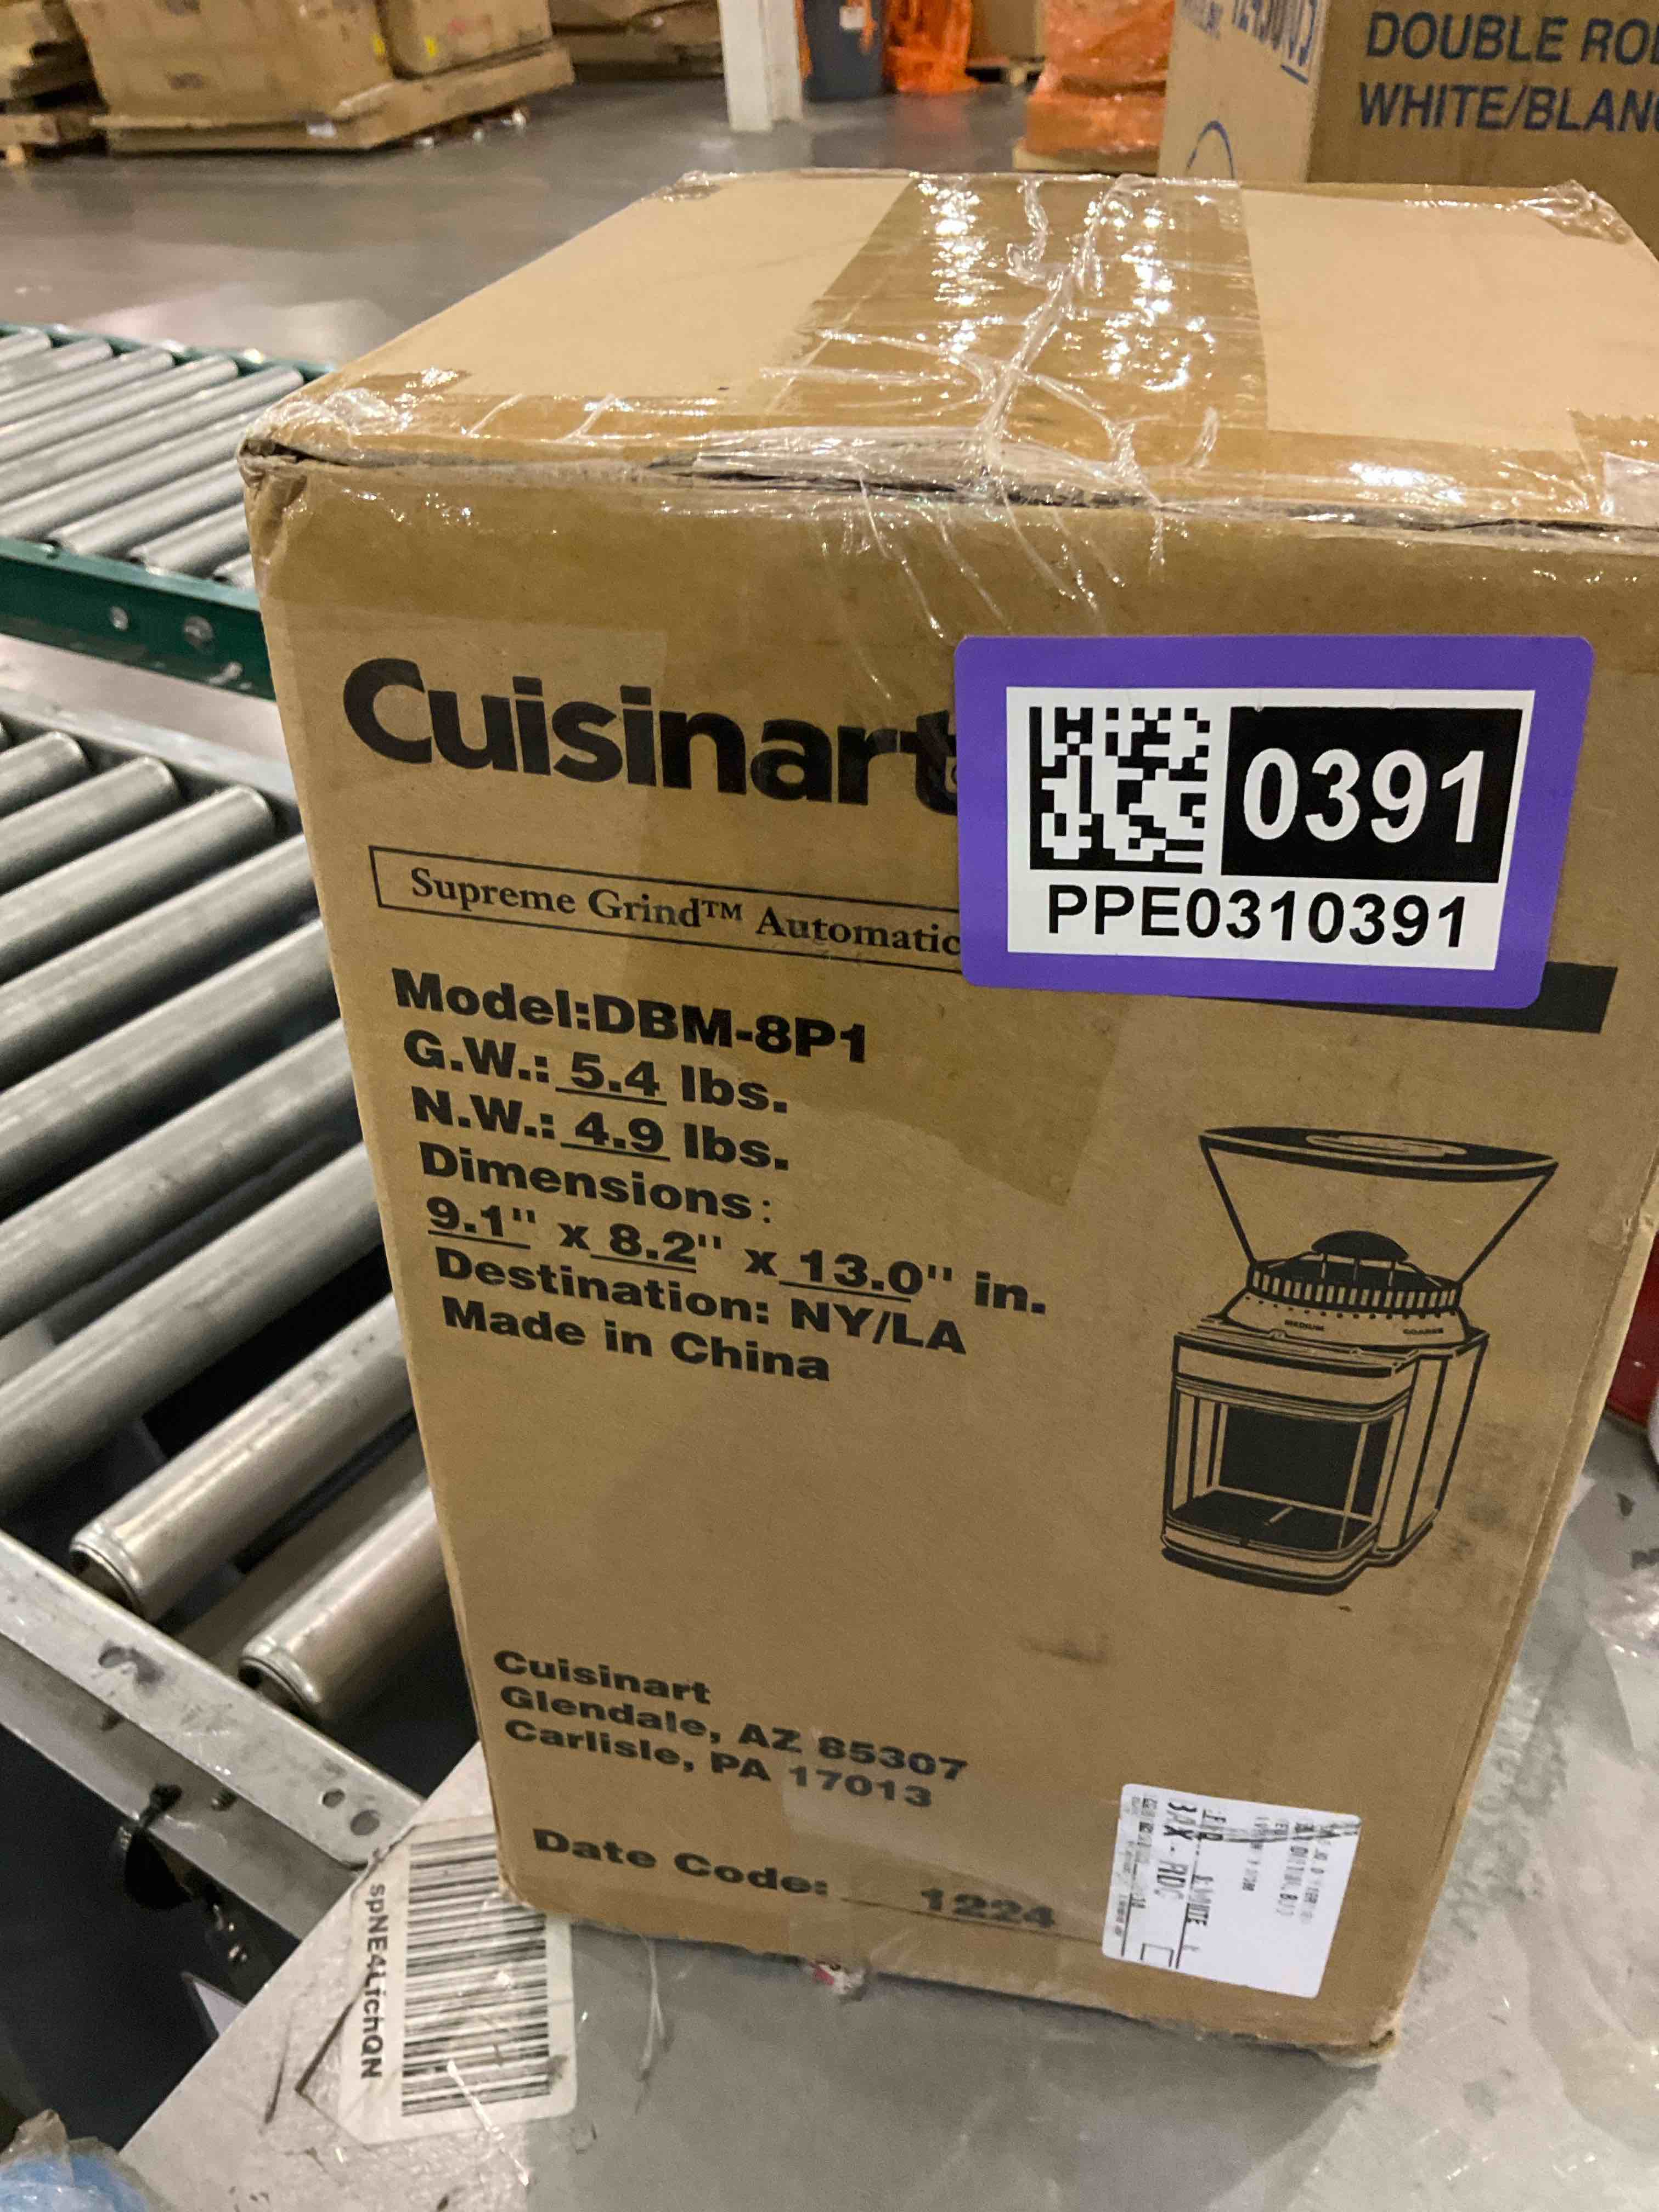 DOUBLE RO
WHITE/BLAN
Cuisinart
0391
PPE0310391
Supreme Grind™ Automatic
Model:DBM-8P1
G.W.: 5.4 lbs.
N.W.: 4.9 lbs.
Dimensions:
9.1" x 8.2" x 13.0" in.
Destination: NY/LA
Made in China
MEDIUM
COARSE
Cuisinart
Glendale, AZ 85307
Carlisle, PA 17013
Date Code: 1224
spNE4LfchQN